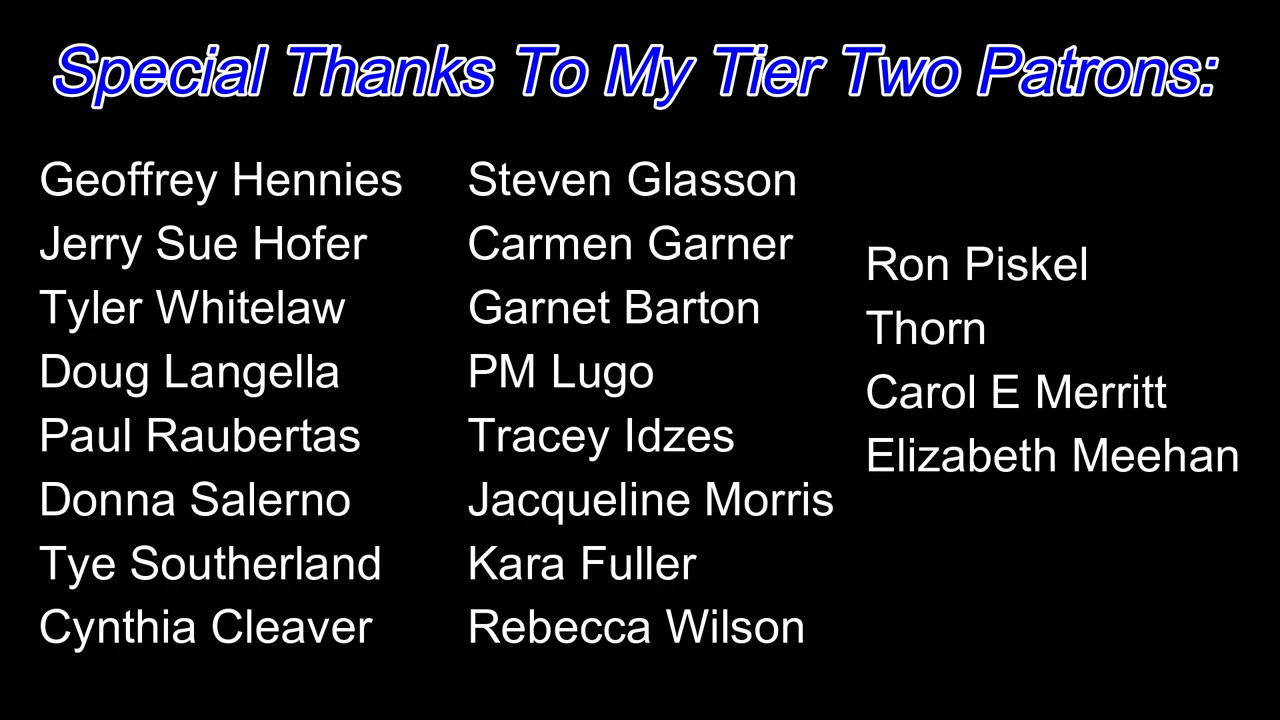 Special Thanks To My Tier Two Patrons:
Geoffrey Hennies
Jerry Sue Hofer
Tyler Whitelaw
Doug Langella
Paul Raubertas
Donna Salerno
Tye Southerland
Cynthia Cleaver
Steven Glasson
Carmen Garner
Garnet Barton
PM Lugo
Tracey Idzes
Jacqueline Morris
Kara Fuller
Rebecca Wilson
Ron Piskel
Thorn
Carol E Merritt
Elizabeth Meehan